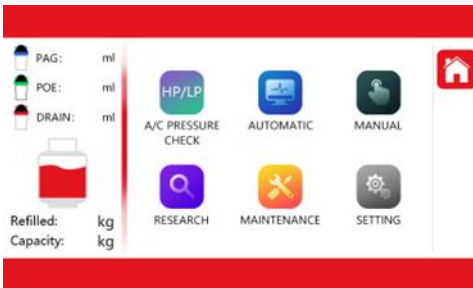 PAG: ml
POE: ml
DRAIN: ml
Refilled: kg
Capacity: kg
HP/LP
A/C PRESSURE
CHECK
AUTOMATIC
MANUAL
RESEARCH
MAINTENANCE
SETTING